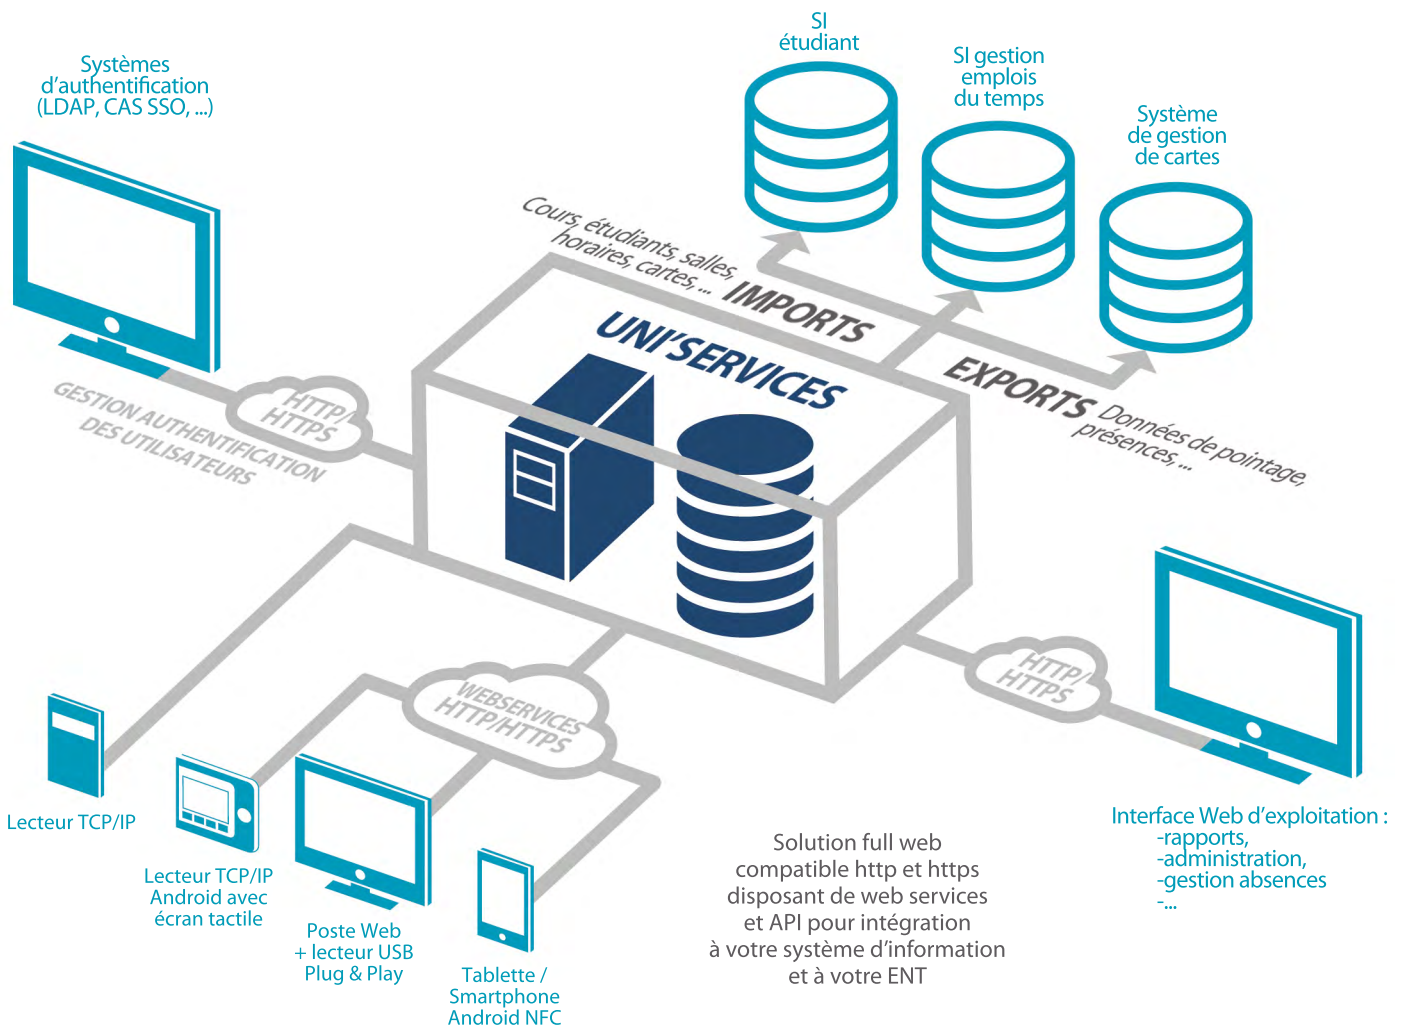 SI
étudiant
SI gestion
emplois
du temps
Système
de gestion
de cartes
Systèmes
d'authentification
(LDAP, CAS SSO, ...)
Cours, étudiants, salles,
horaires, cartes, ...
IMPORTS
EXPORTS
Données de pointage,
présences, ...
UNI'SERVICES
HTTP/
HTTPS
GESTION AUTHENTIFICATION
DES UTILISATEURS
WEBSERVICES
HTTP/HTTPS
HTTP/
HTTPS
Lecteur TCP/IP
Lecteur TCP/IP
Android avec
écran tactile
Poste Web
+ lecteur USB
Plug & Play
Tablette /
Smartphone
Android NFC
Solution full web
compatible http et https
disposant de web services
et API pour intégration
à votre système d'information
et à votre ENT
Interface Web d'exploitation :
-rapports,
-administration,
-gestion absences
-...